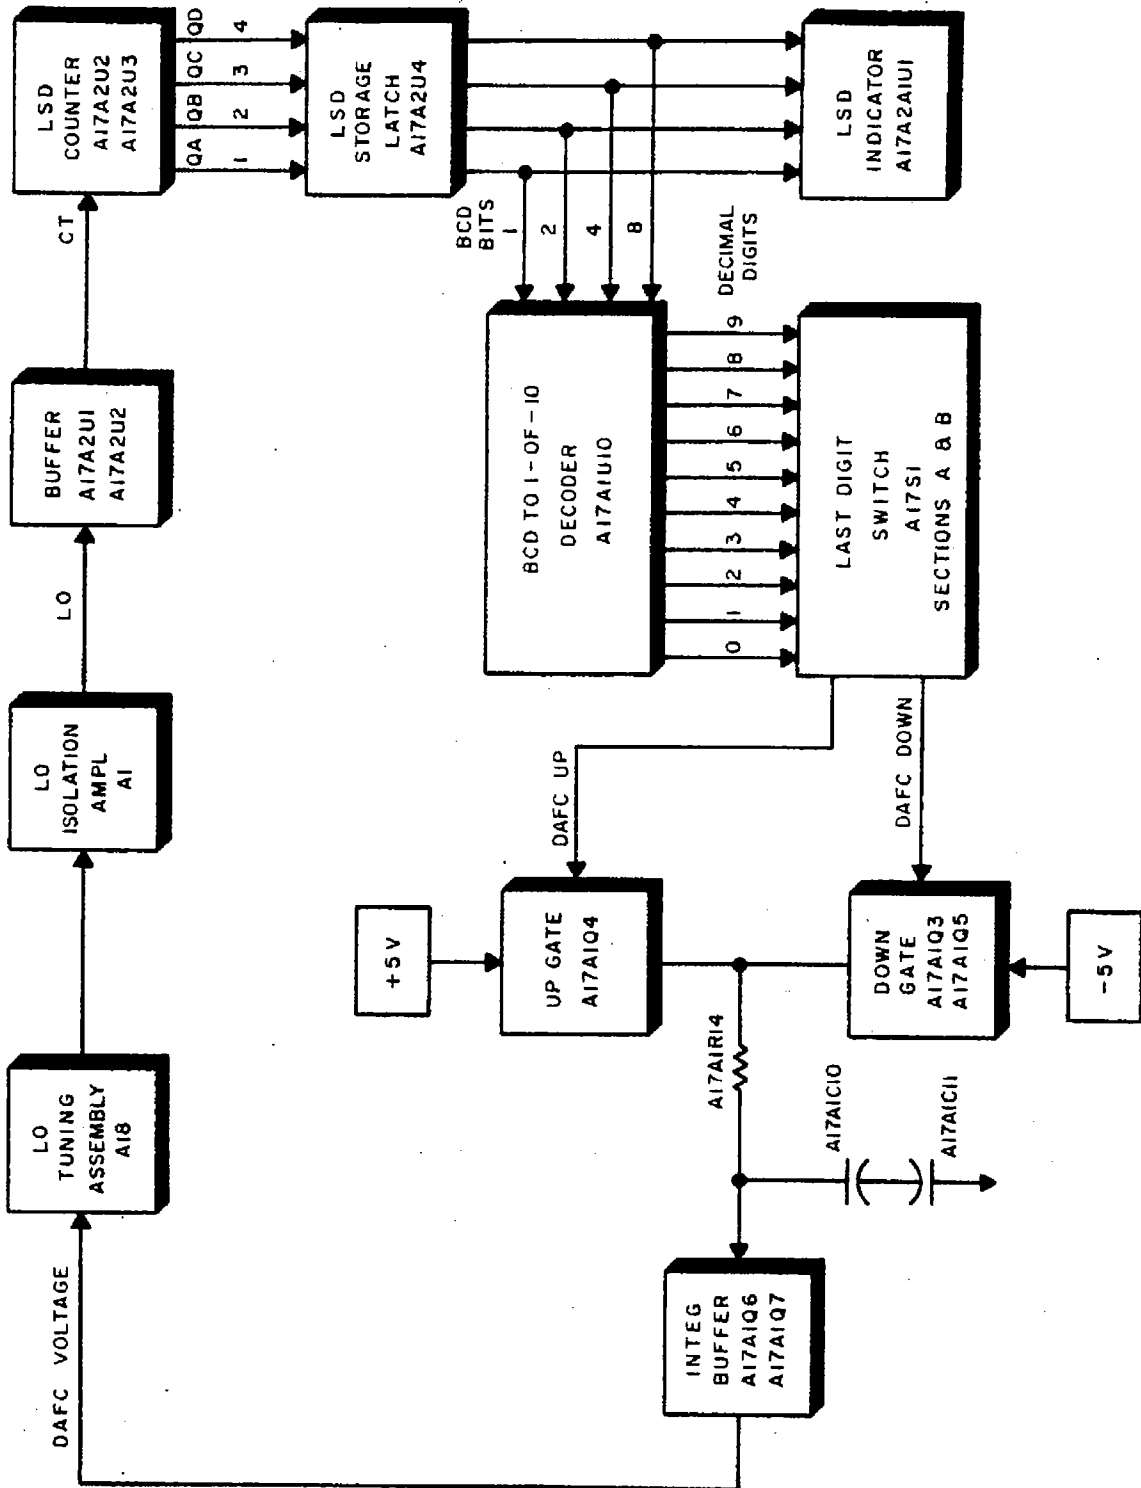 LSD
COUNTER
A17A2U2
A17A2U3
QA QB QC QD
1 2 3 4
LSD
STORAGE
LATCH
A17A2U4
LSD
INDICATOR
A17A2A1U1
CT
BUFFER
A17A2U1
A17A2U2
LO
LO
ISOLATION
AMPL
A1
LO
TUNING
ASSEMBLY
A18
DAFC VOLTAGE
BCD
BITS
1
2
4
8
BCD TO 1-OF-10
DECODER
A17A1U10
DECIMAL
DIGITS
0 1 2 3 4 5 6 7 8 9
LAST DIGIT
SWITCH
A17S1
SECTIONS A & B
DAFC UP
DAFC DOWN
+5V
UP GATE
A17A1Q4
DOWN
GATE
A17A1Q3
A17A1Q5
-5V
A17A1R14
A17A1C10
A17A1C11
INTEG
BUFFER
A17A1Q6
A17A1Q7